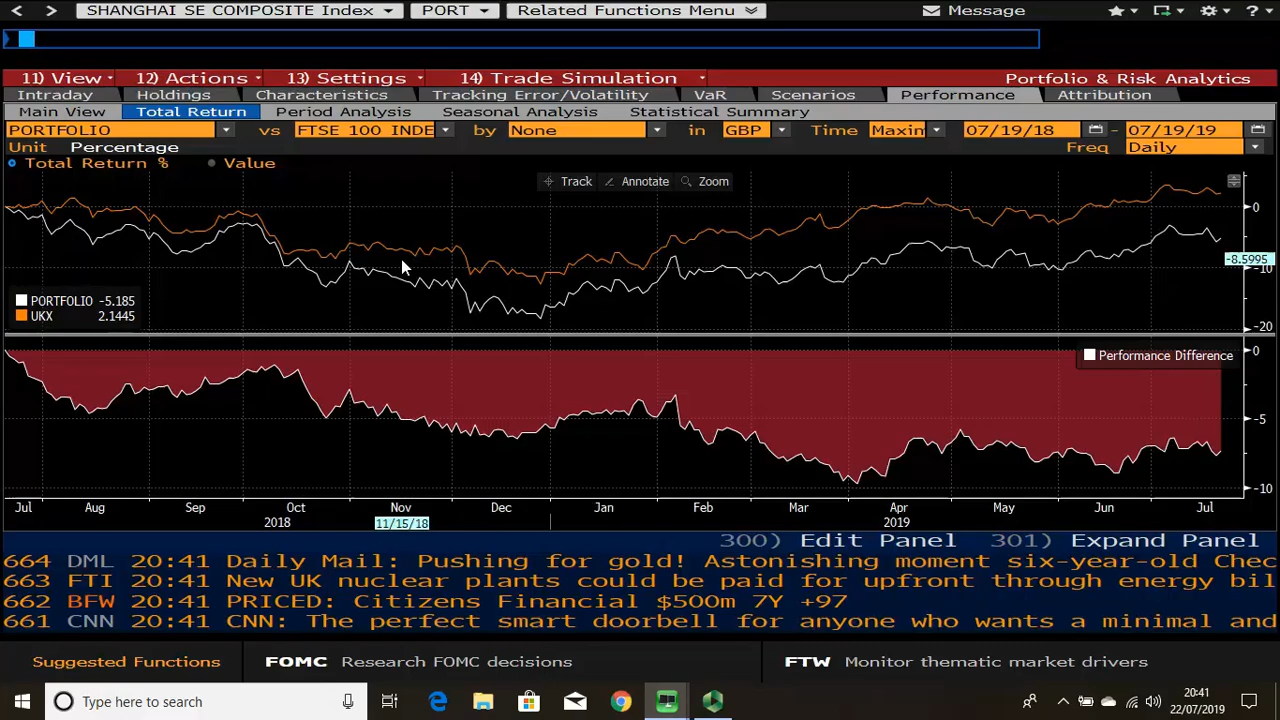 SHANGHAI SE COMPOSITE Index PORT Related Functions Menu Message
11) View 12) Actions 13) Settings 14) Trade Simulation Portfolio & Risk Analytics
Intraday Holdings Characteristics Tracking Error/Volatility VaR Scenarios Performance Attribution
Main View Total Return Period Analysis Seasonal Analysis Statistical Summary
PORTFOLIO vs FTSE 100 INDE by None in GBP Time Maxin 07/19/18 - 07/19/19
Unit Percentage Freq Daily
Total Return % Value
Track Annotate Zoom
0
-8.5995
-10
PORTFOLIO -5.185
UKX 2.1445
-20
0
Performance Difference
-5
-10
Jul Aug Sep Oct Nov Dec Jan Feb Mar Apr May Jun Jul
2018 11/15/18 2019
300) Edit Panel 301) Expand Panel
664 DML 20:41 Daily Mail: Pushing for gold! Astonishing moment six-year-old Chec
663 FTI 20:41 New UK nuclear plants could be paid for upfront through energy bil
662 BFW 20:41 PRICED: Citizens Financial $500m 7Y +97
661 CNN 20:41 CNN: The perfect smart doorbell for anyone who wants a minimal and
Suggested Functions FOMC Research FOMC decisions FTW Monitor thematic market drivers
Type here to search
20:41
22/07/2019